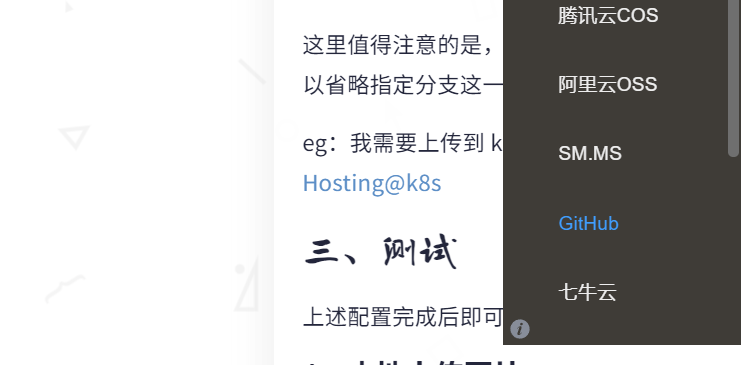 这里值得注意的是，
以省略指定分支这一
eg：我需要上传到 k
Hosting@k8s
三、测试
上述配置完成后即可
腾讯云COS
阿里云OSS
SM.MS
GitHub
七牛云